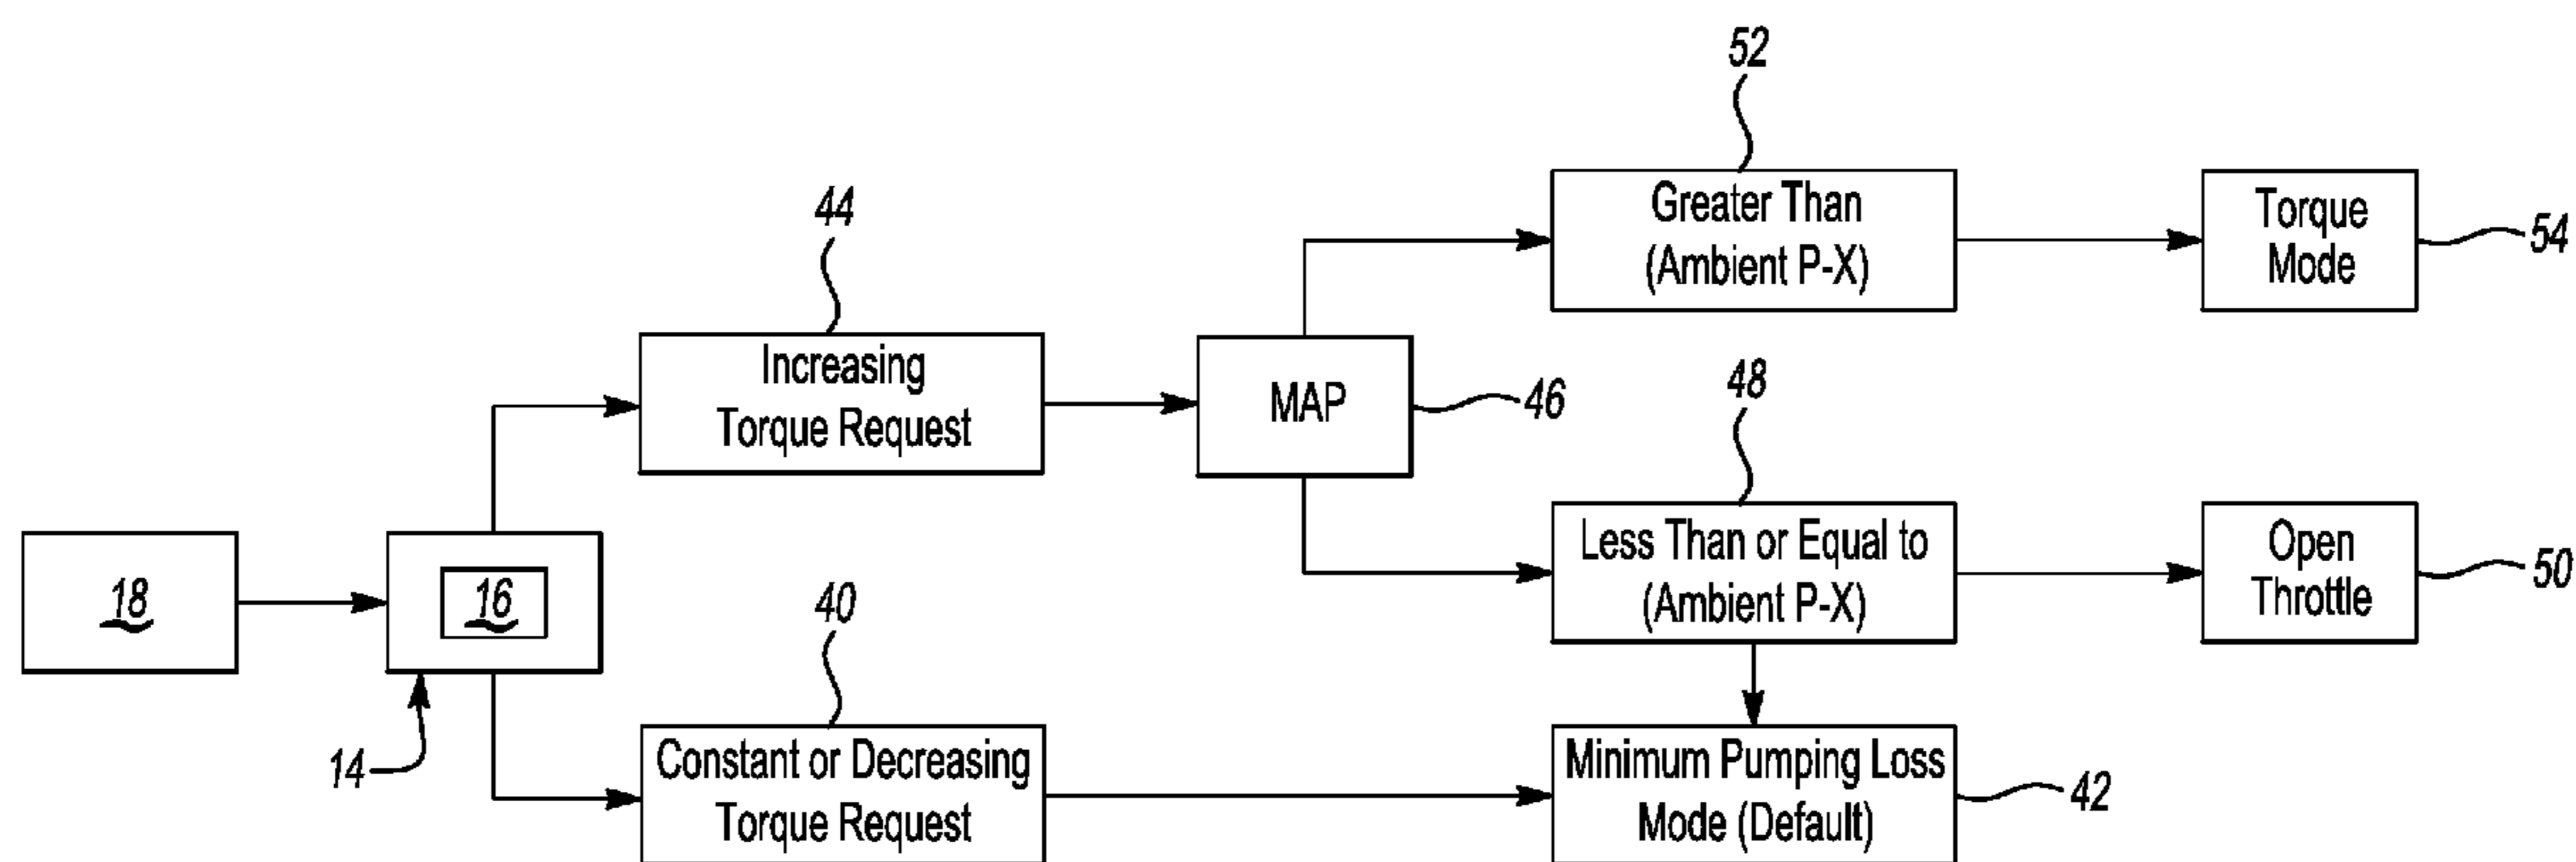 52
Greater Than
(Ambient P-X)
Torque
Mode
54
44
Increasing
Torque Request
MAP
46
48
Less Than or Equal to
(Ambient P-X)
Open
Throttle
50
18
16
14
40
Constant or Decreasing
Torque Request
Minimum Pumping Loss
Mode (Default)
42